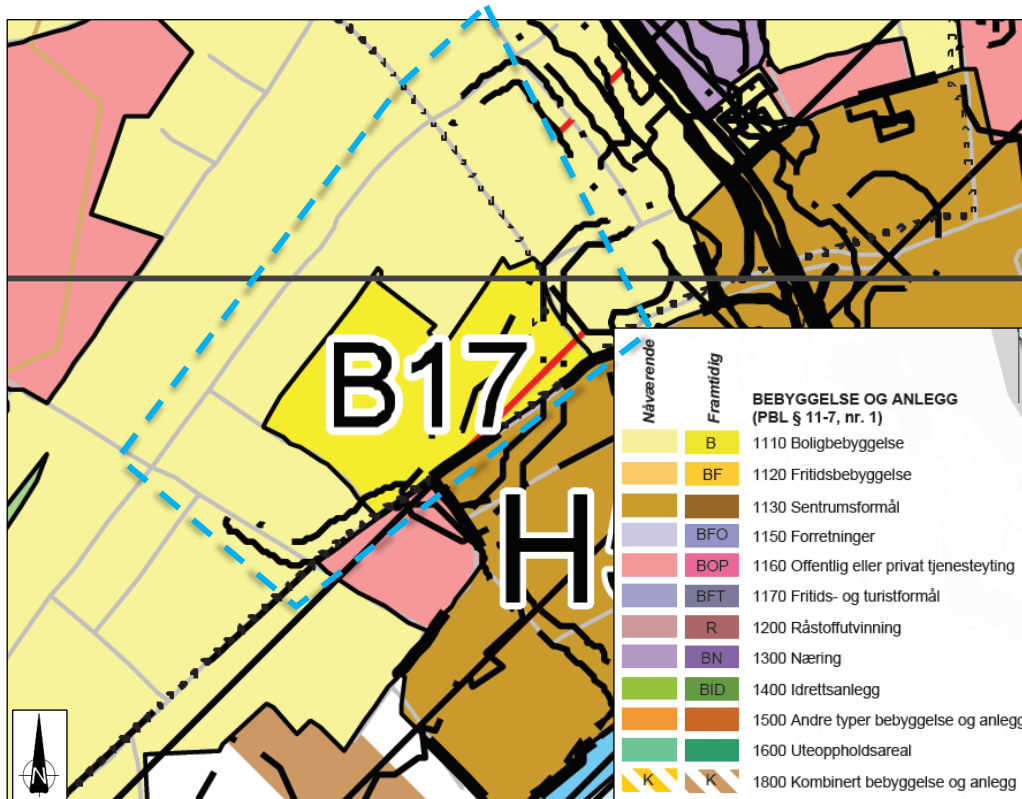 B17
H5
N
Nåværende
Framtidig
BEBYGGELSE OG ANLEGG
(PBL § 11-7, nr. 1)
B 1110 Boligbebyggelse
BF 1120 Fritidsbebyggelse
1130 Sentrumsformål
BFO 1150 Forretninger
BOP 1160 Offentlig eller privat tjenesteyting
BFT 1170 Fritids- og turistformål
R 1200 Råstoffutvinning
BN 1300 Næring
BID 1400 Idrettsanlegg
1500 Andre typer bebyggelse og anlegg
1600 Uteoppholdsareal
K K 1800 Kombinert bebyggelse og anlegg